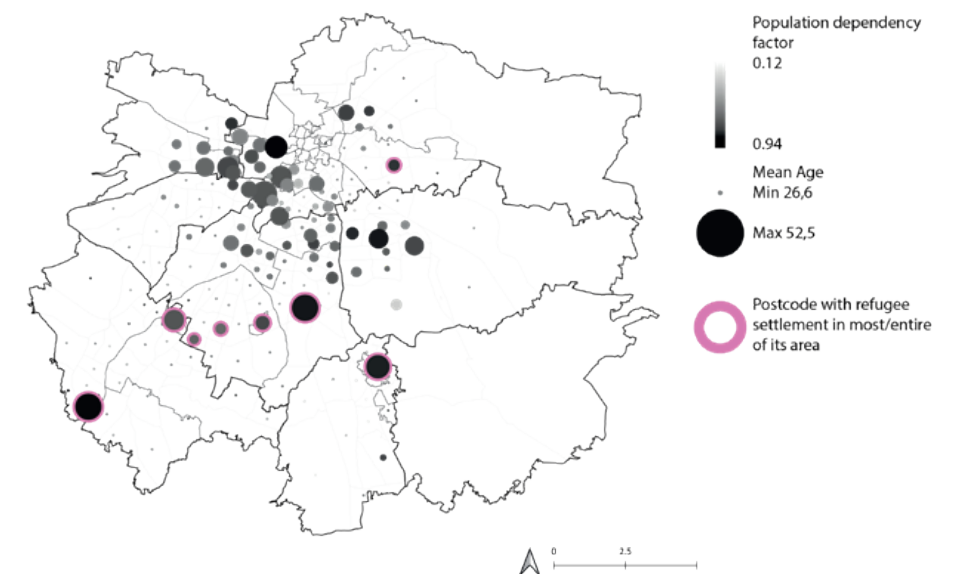 Population dependency
factor
0.12
0.94
Mean Age
Min 26,6
Max 52,5
Postcode with refugee
settlement in most/entire
of its area
0 2.5